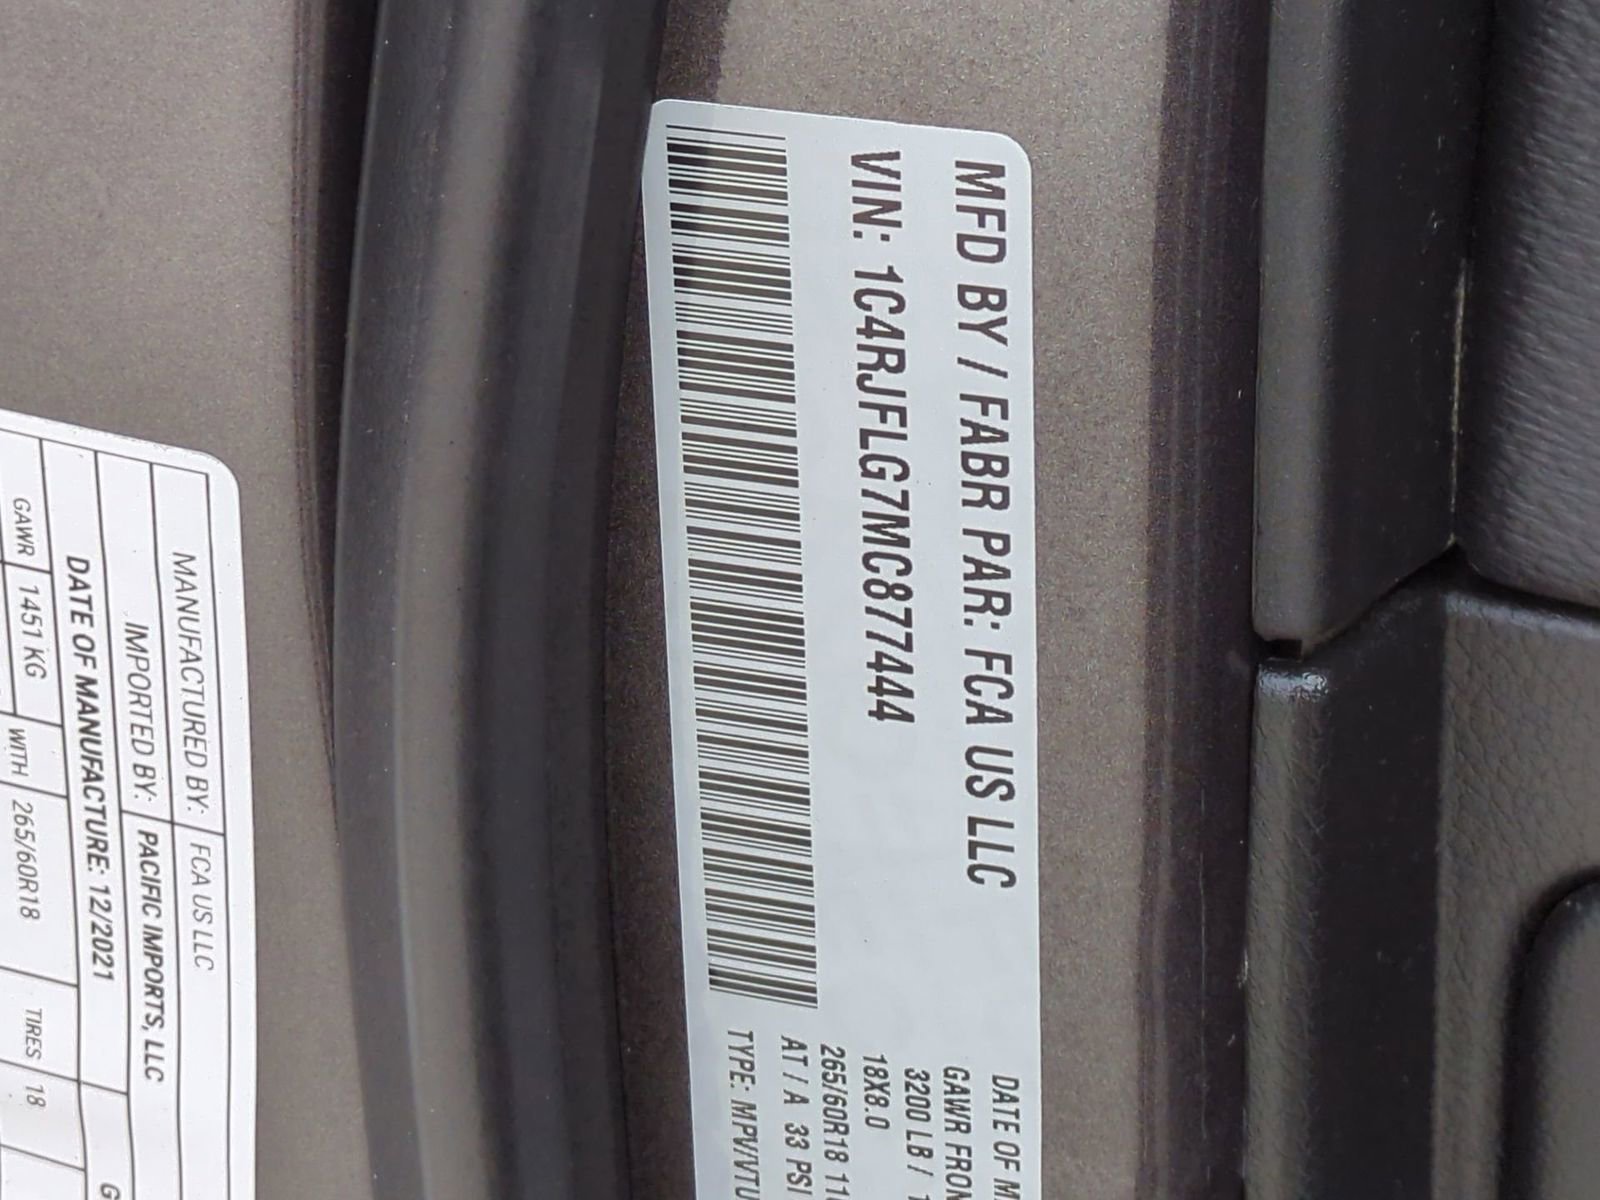 MFD BY / FABR PAR: FCA US LLC
VIN: 1C4RJFLG7MC877444
DATE OF
GAWR
3200 LB /
18X8.0
265/60R18
AT / A 33 PSI
TYPE:
MANUFACTURED BY: FCA US LLC
IMPORTED BY: PACIFIC IMPORTS, LLC
DATE OF MANUFACTURE: 12/2021
GAWR 1451 KG WITH 265/60R18 TIRES 18